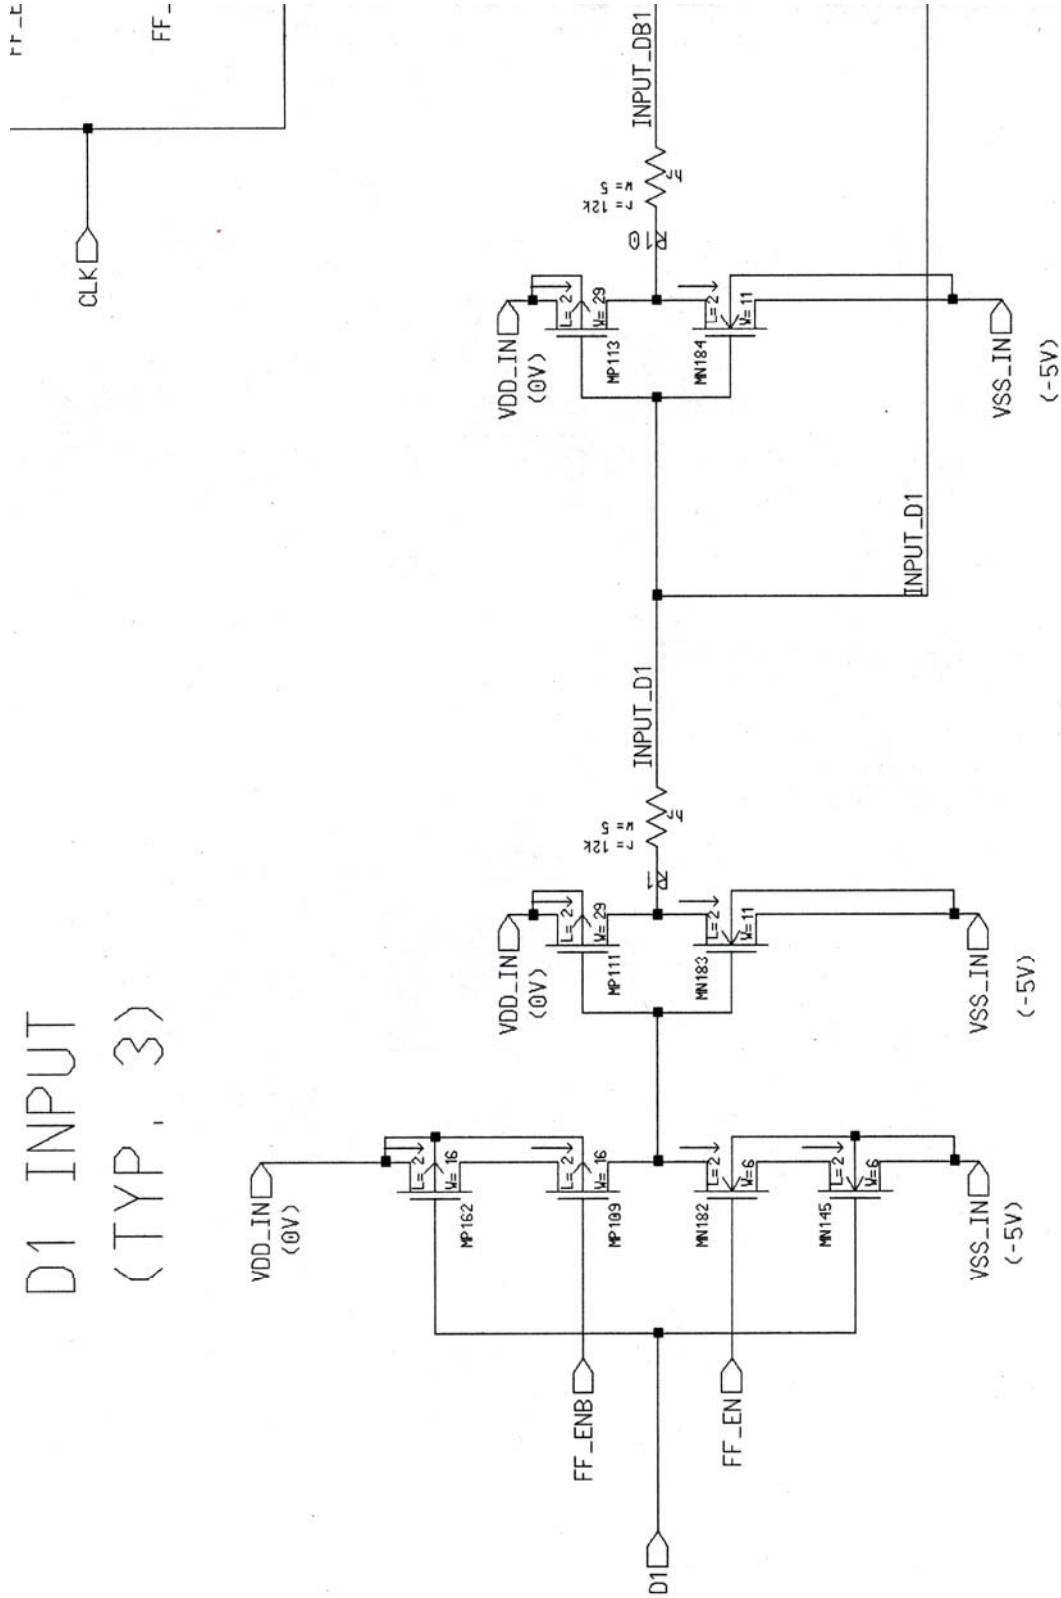 D1 INPUT
(TYP. 3)
FF_
CLK
VDD_IN
(0V)
L=2
W=16
MP162
L=2
W=16
MP109
L=2
W=6
MN182
L=2
W=6
MN145
VSS_IN
(-5V)
FF_ENB
FF_EN
D1
VDD_IN
(0V)
L=2
W=29
MP111
L=2
W=11
MN183
VSS_IN
(-5V)
R1
r= 12k
w= 5
INPUT_D1
INPUT_D1
VDD_IN
(0V)
L=2
W=29
MP113
L=2
W=11
MN184
VSS_IN
(-5V)
R10
r= 12k
w= 5
INPUT_DB1